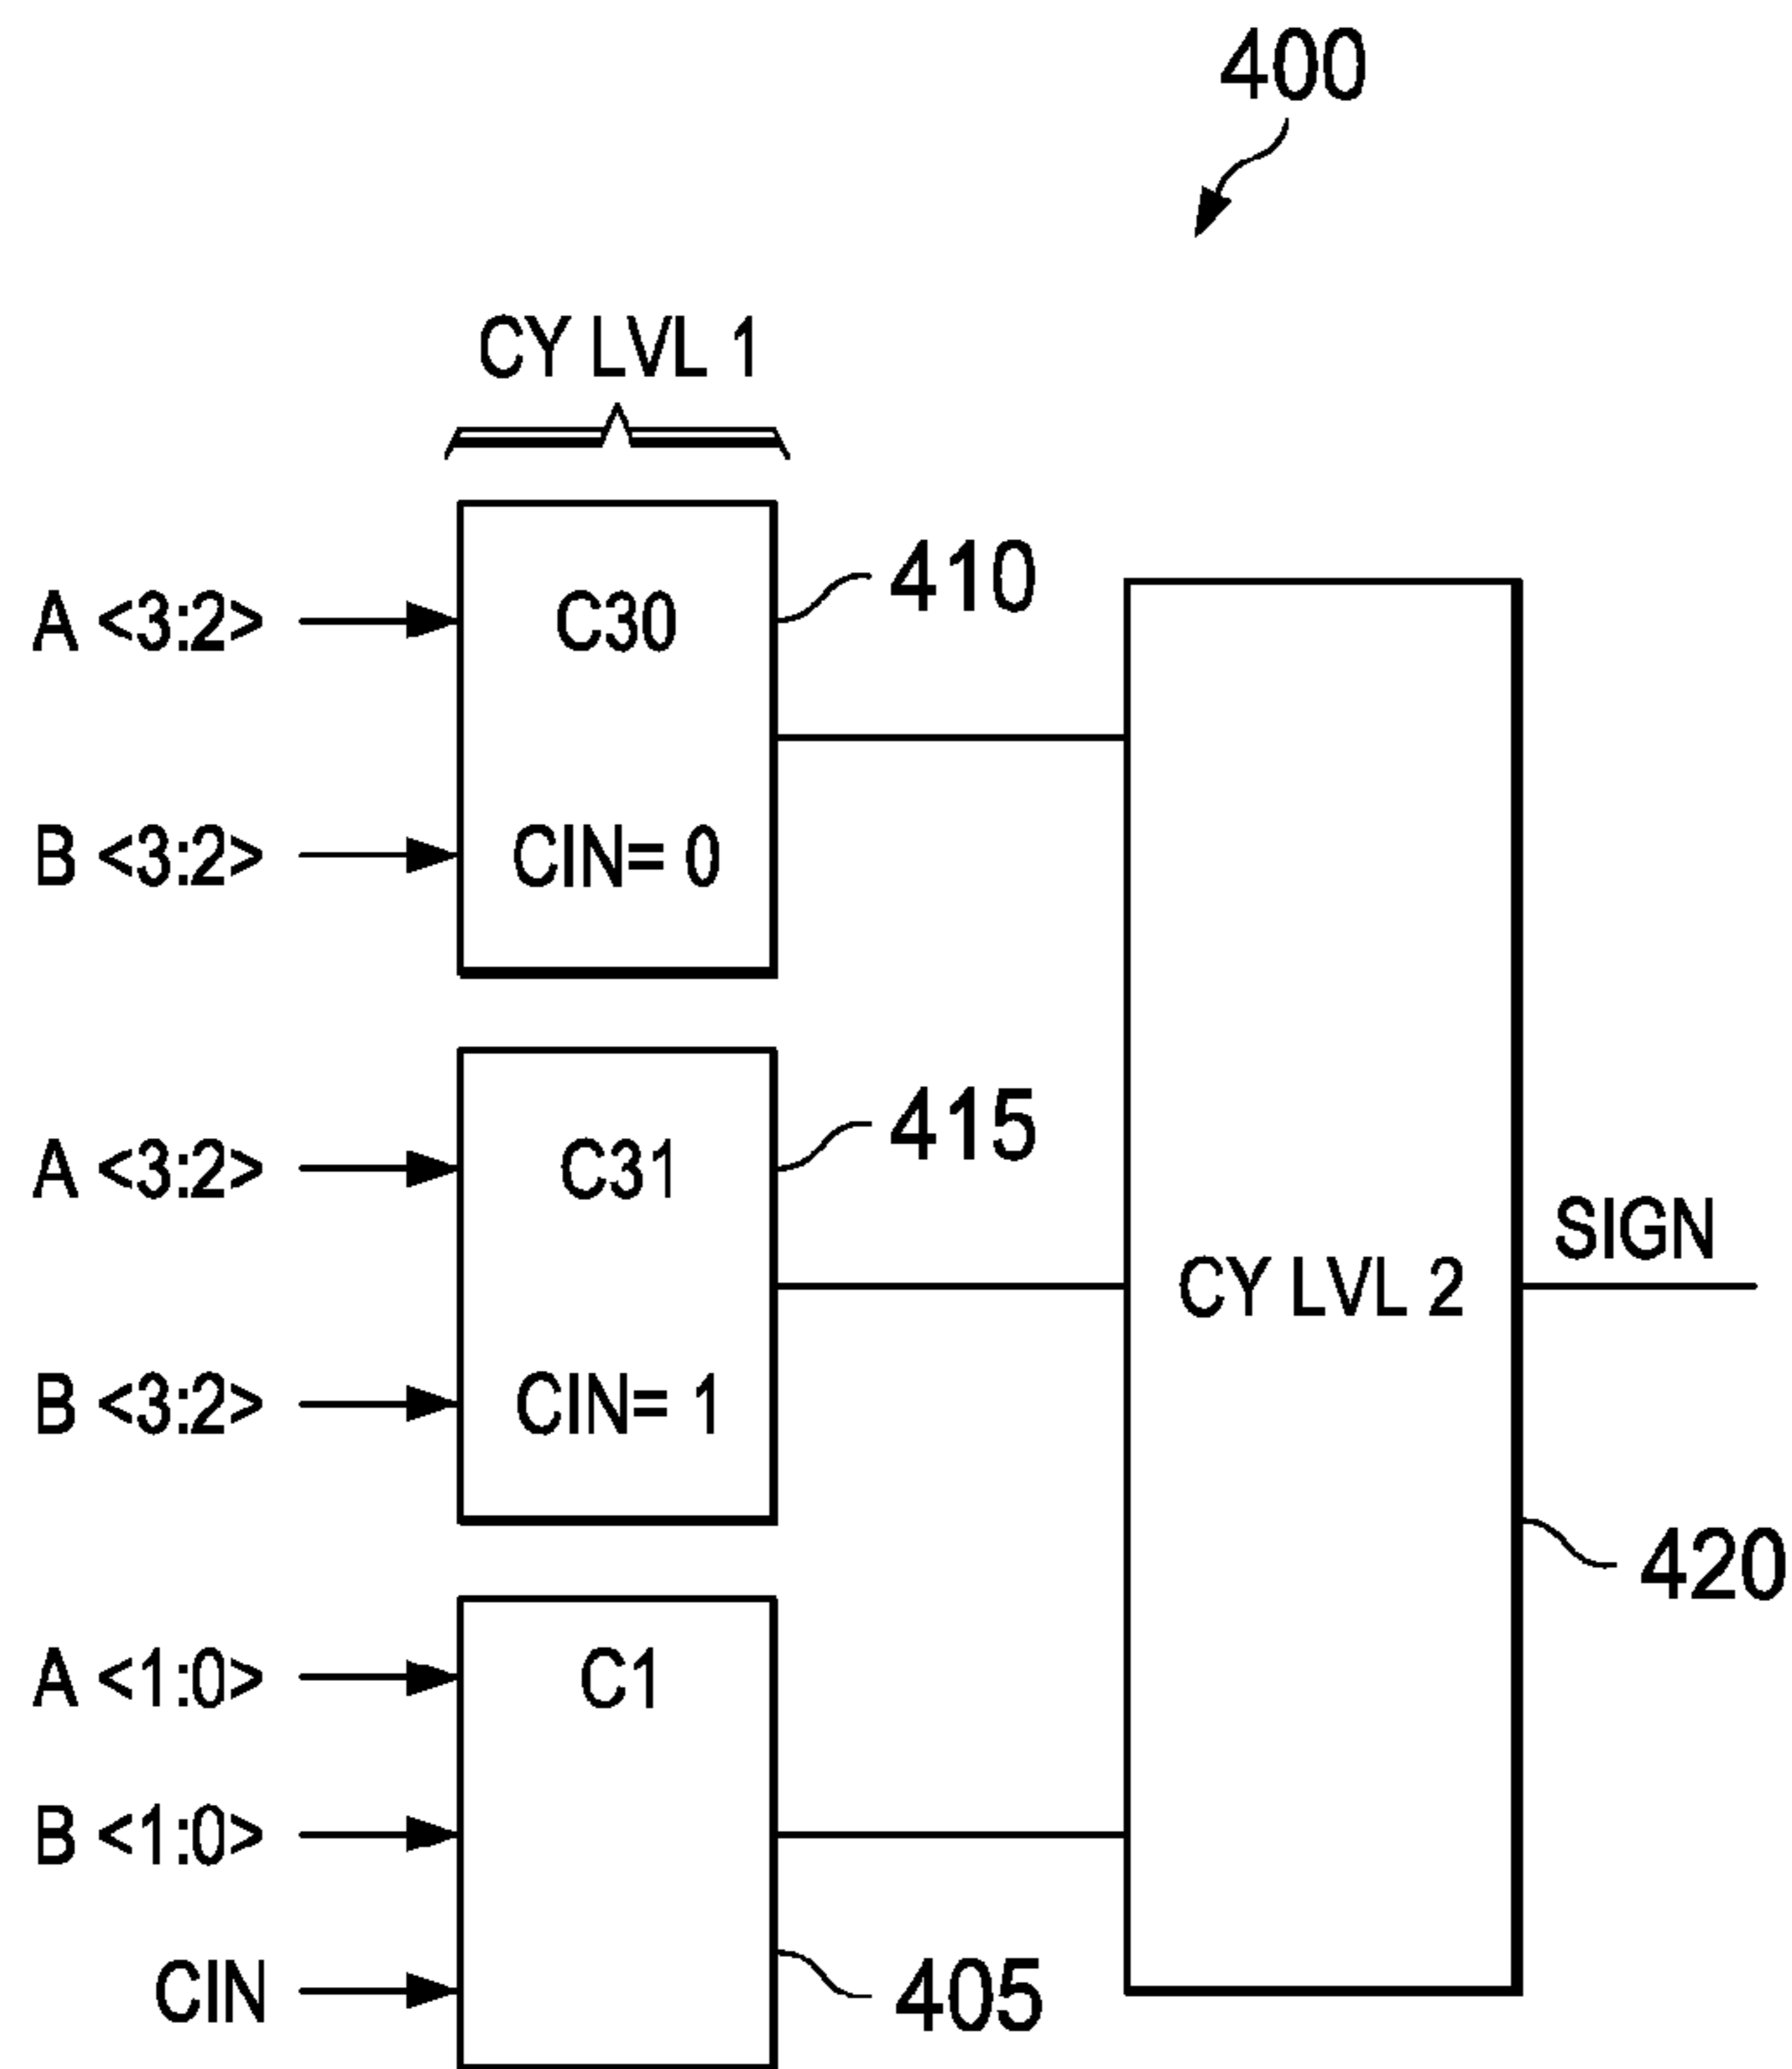 400
CY LVL 1
A <3:2>
C30
410
B <3:2>
CIN= 0
A <3:2>
C31
415
B <3:2>
CIN= 1
CY LVL 2
SIGN
420
A <1:0>
C1
B <1:0>
CIN
405